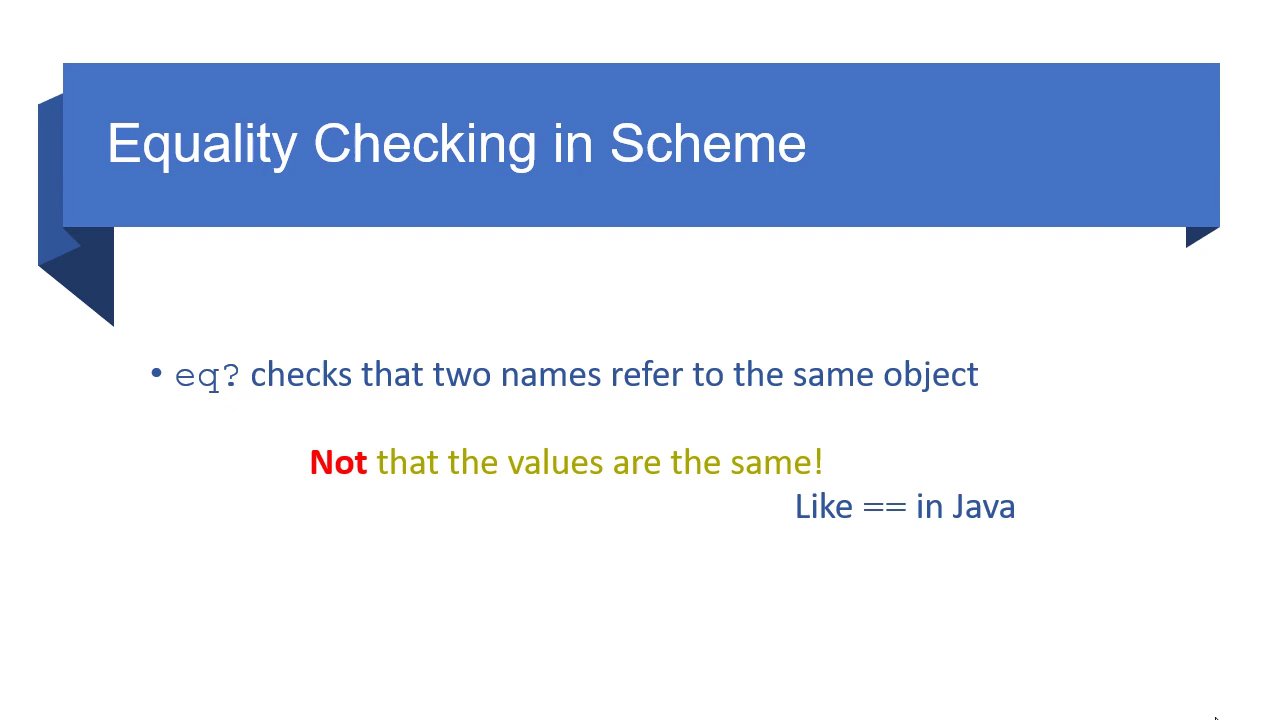 Equality Checking in Scheme
• eq? checks that two names refer to the same object
Not that the values are the same!
Like == in Java